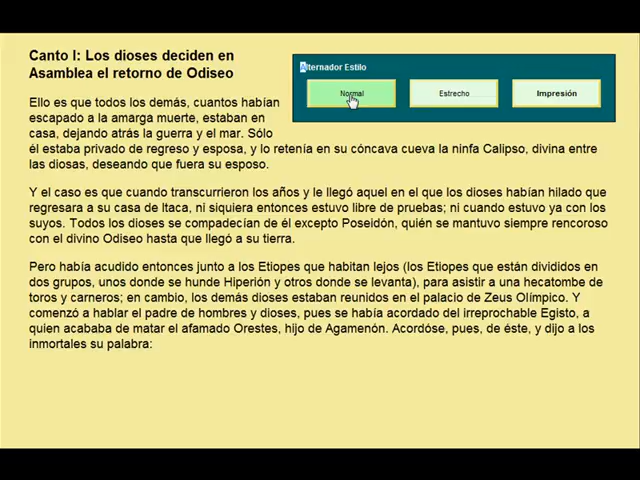 Canto I: Los dioses deciden en
Asamblea el retorno de Odiseo
Alternador Estilo
Normal
Estrecho
Impresión
Ello es que todos los demás, cuantos habían
escapado a la amarga muerte, estaban en
casa, dejando atrás la guerra y el mar. Sólo
él estaba privado de regreso y esposa, y lo retenía en su cóncava cueva la ninfa Calipso, divina entre
las diosas, deseando que fuera su esposo.
Y el caso es que cuando transcurrieron los años y le llegó aquel en el que los dioses habían hilado que
regresara a su casa de Itaca, ni siquiera entonces estuvo libre de pruebas; ni cuando estuvo ya con los
suyos. Todos los dioses se compadecían de él excepto Poseidón, quién se mantuvo siempre rencoroso
con el divino Odiseo hasta que llegó a su tierra.
Pero había acudido entonces junto a los Etiopes que habitan lejos (los Etiopes que están divididos en
dos grupos, unos donde se hunde Hiperión y otros donde se levanta), para asistir a una hecatombe de
toros y carneros; en cambio, los demás dioses estaban reunidos en el palacio de Zeus Olímpico. Y
comenzó a hablar el padre de hombres y dioses, pues se había acordado del irreprochable Egisto, a
quien acababa de matar el afamado Orestes, hijo de Agamenón. Acordóse, pues, de éste, y dijo a los
inmortales su palabra: